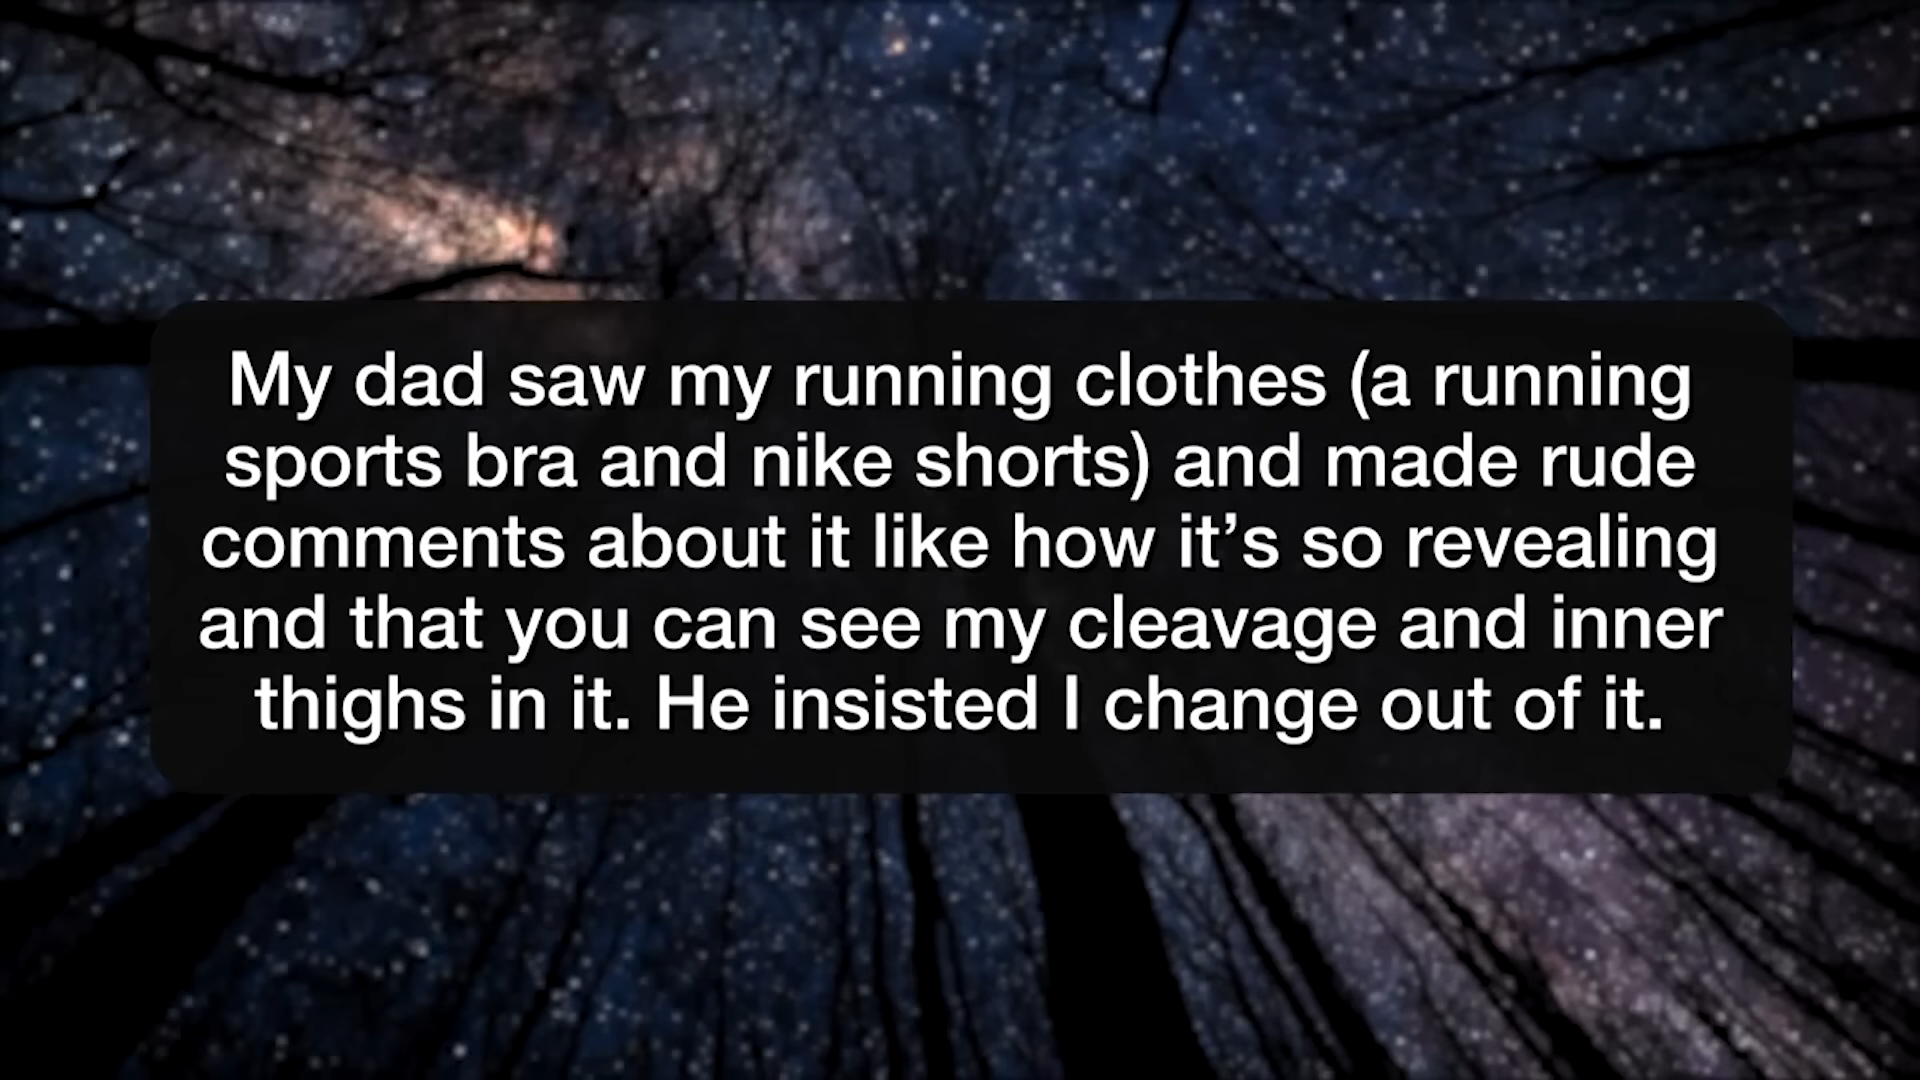 My dad saw my running clothes (a running
sports bra and nike shorts) and made rude
comments about it like how it’s so revealing
and that you can see my cleavage and inner
thighs in it. He insisted I change out of it.